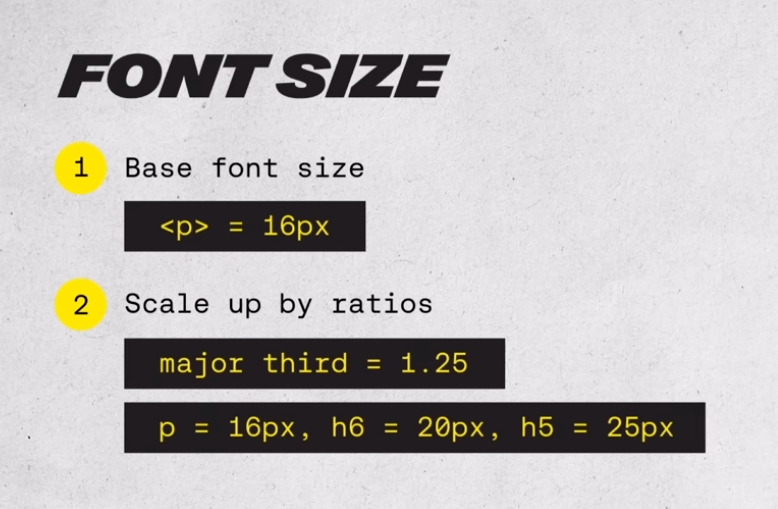 FONT SIZE
1 Base font size
<p> = 16px
2 Scale up by ratios
major third = 1.25
p = 16px, h6 = 20px, h5 = 25px